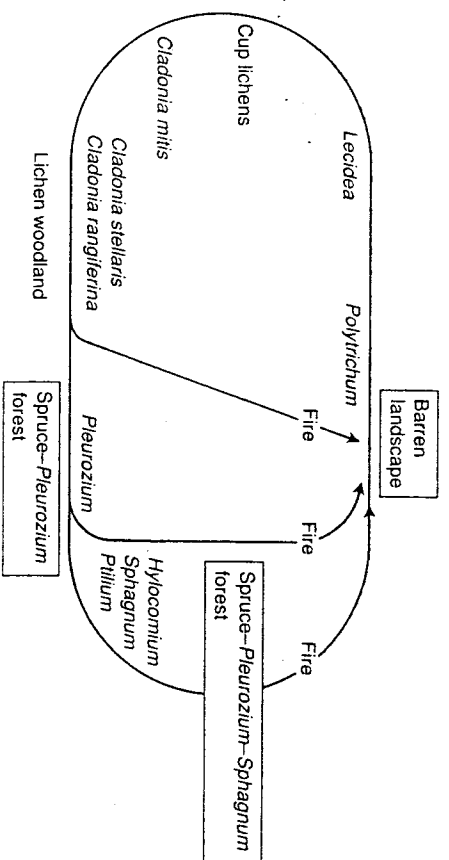 Barren
landscape
Lecidea
Polytrichum
Cup lichens
Cladonia mitis
Cladonia stellaris
Cladonia rangiferina
Lichen woodland
Fire
Fire
Fire
Pleurozium
Spruce–Pleurozium
forest
Hylocomium
Sphagnum
Ptilium
Spruce–Pleurozium–Sphagnum
forest